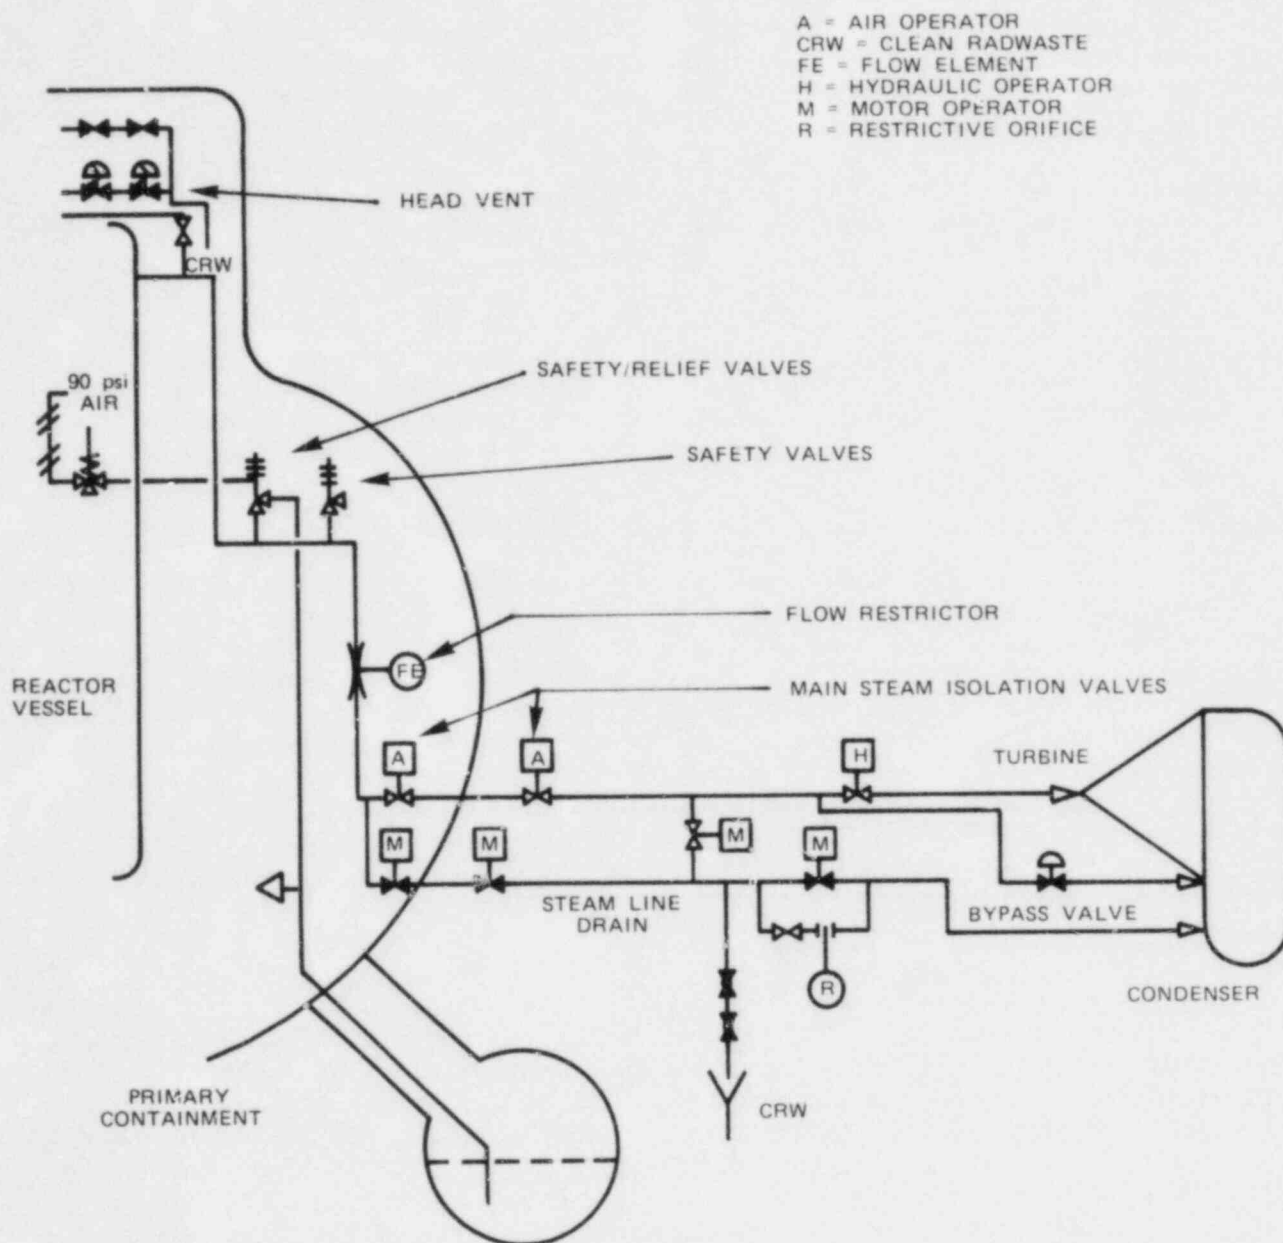 A = AIR OPERATOR
CRW = CLEAN RADWASTE
FE = FLOW ELEMENT
H = HYDRAULIC OPERATOR
M = MOTOR OPERATOR
R = RESTRICTIVE ORIFICE
HEAD VENT
CRW
SAFETY/RELIEF VALVES
90 psi
AIR
SAFETY VALVES
FLOW RESTRICTOR
FE
REACTOR
VESSEL
MAIN STEAM ISOLATION VALVES
A
A
H
TURBINE
M
M
M
M
STEAM LINE
DRAIN
BYPASS VALVE
R
CONDENSER
PRIMARY
CONTAINMENT
CRW